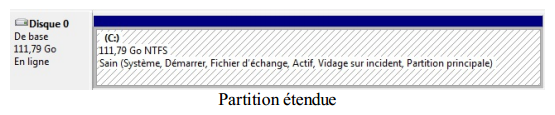 Disque 0
De base
111,79 Go
En ligne
(C:)
111,79 Go NTFS
Sain (Système, Démarrer, Fichier d'échange, Actif, Vidage sur incident, Partition principale)
Partition étendue